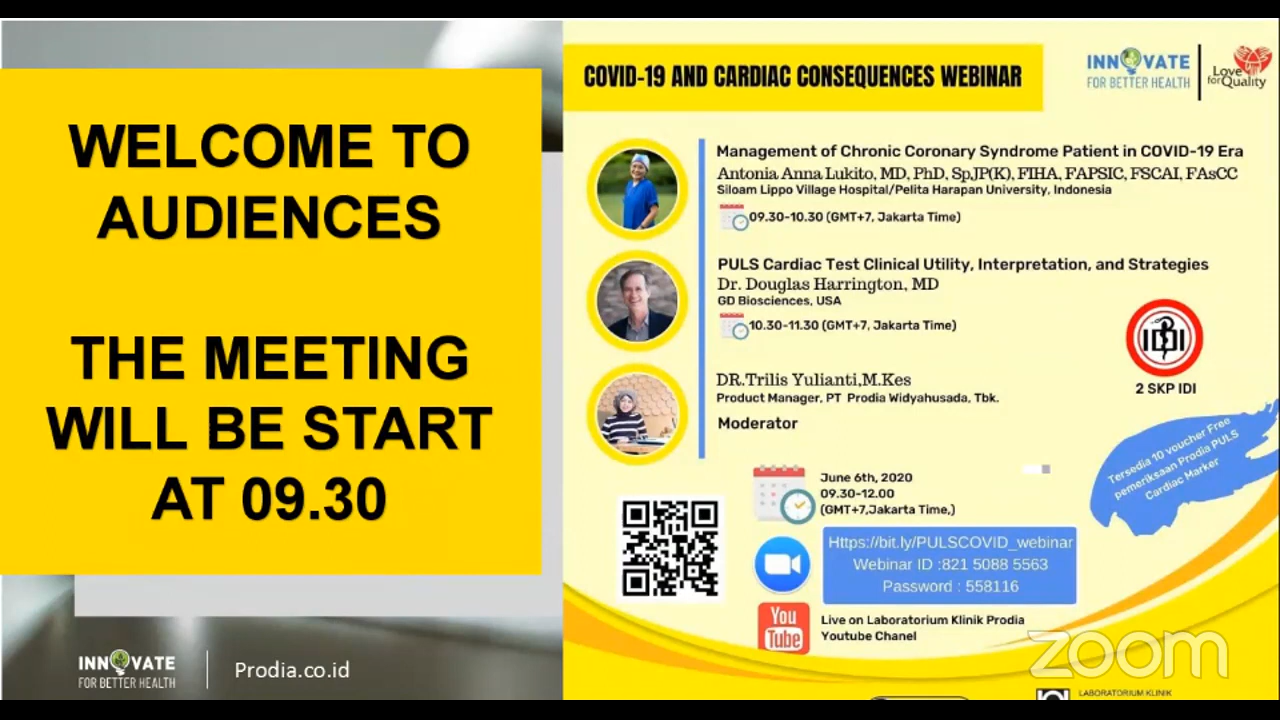 WELCOME TO
AUDIENCES
THE MEETING
WILL BE START
AT 09.30
INNOVATE
FOR BETTER HEALTH
Prodia.co.id
COVID-19 AND CARDIAC CONSEQUENCES WEBINAR
INNOVATE
FOR BETTER HEALTH
Love
for Quality
Management of Chronic Coronary Syndrome Patient in COVID-19 Era
Antonia Anna Lukito, MD, PhD, SpJP(K), FIHA, FAPSIC, FSCAI, FAsCC
Siloam Lippo Village Hospital/Pelita Harapan University, Indonesia
09.30-10.30 (GMT+7, Jakarta Time)
PULS Cardiac Test Clinical Utility, Interpretation, and Strategies
Dr. Douglas Harrington, MD
GD Biosciences, USA
10.30-11.30 (GMT+7, Jakarta Time)
IDI
2 SKP IDI
DR.Trilis Yulianti,M.Kes
Product Manager, PT Prodia Widyahusada, Tbk.
Moderator
Tersedia 10 voucher Free
pemeriksaan Prodia PULS
Cardiac Marker
June 6th, 2020
09.30-12.00
(GMT+7,Jakarta Time,)
Https://bit.ly/PULSCOVID_webinar
Webinar ID :821 5088 5563
Password : 558116
You
Tube
Live on Laboratorium Klinik Prodia
Youtube Chanel
zoom
LABORATORIUM KLINIK